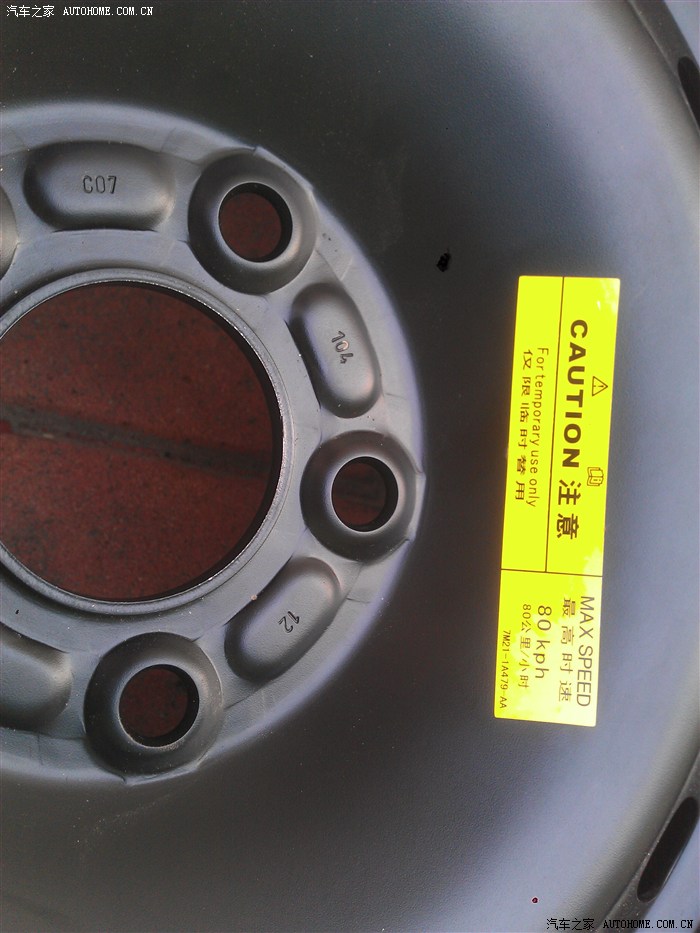 汽车之家 AUTOHOME.COM.CN
C07
104
12
CAUTION 注意
For temporary use only
仅限临时替用
MAX SPEED
最高时速
80 kph
80公里/小时
7M21-1A479-AA
汽车之家 AUTOHOME.COM.CN